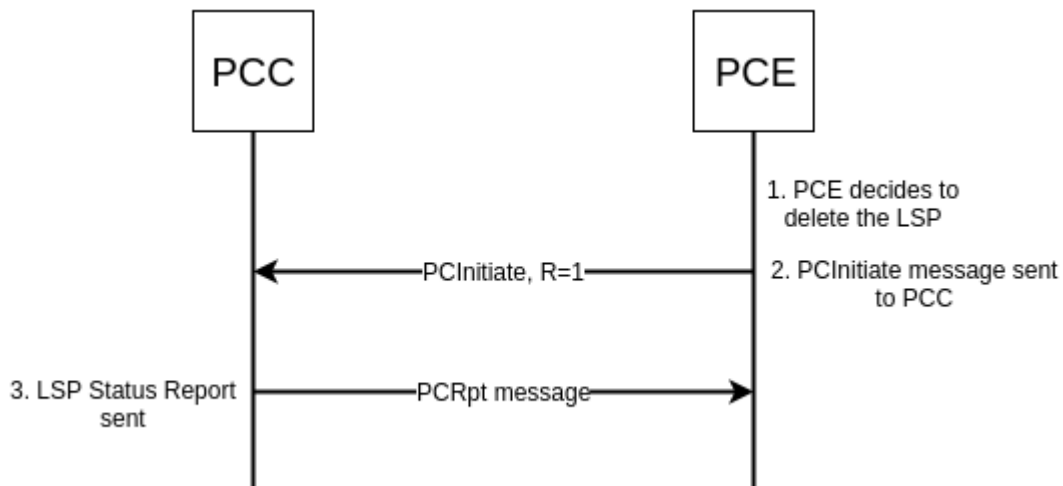 PCC
PCE
1. PCE decides to
delete the LSP
PCInitiate, R=1
2. PCInitiate message sent
to PCC
3. LSP Status Report
sent
PCRpt message